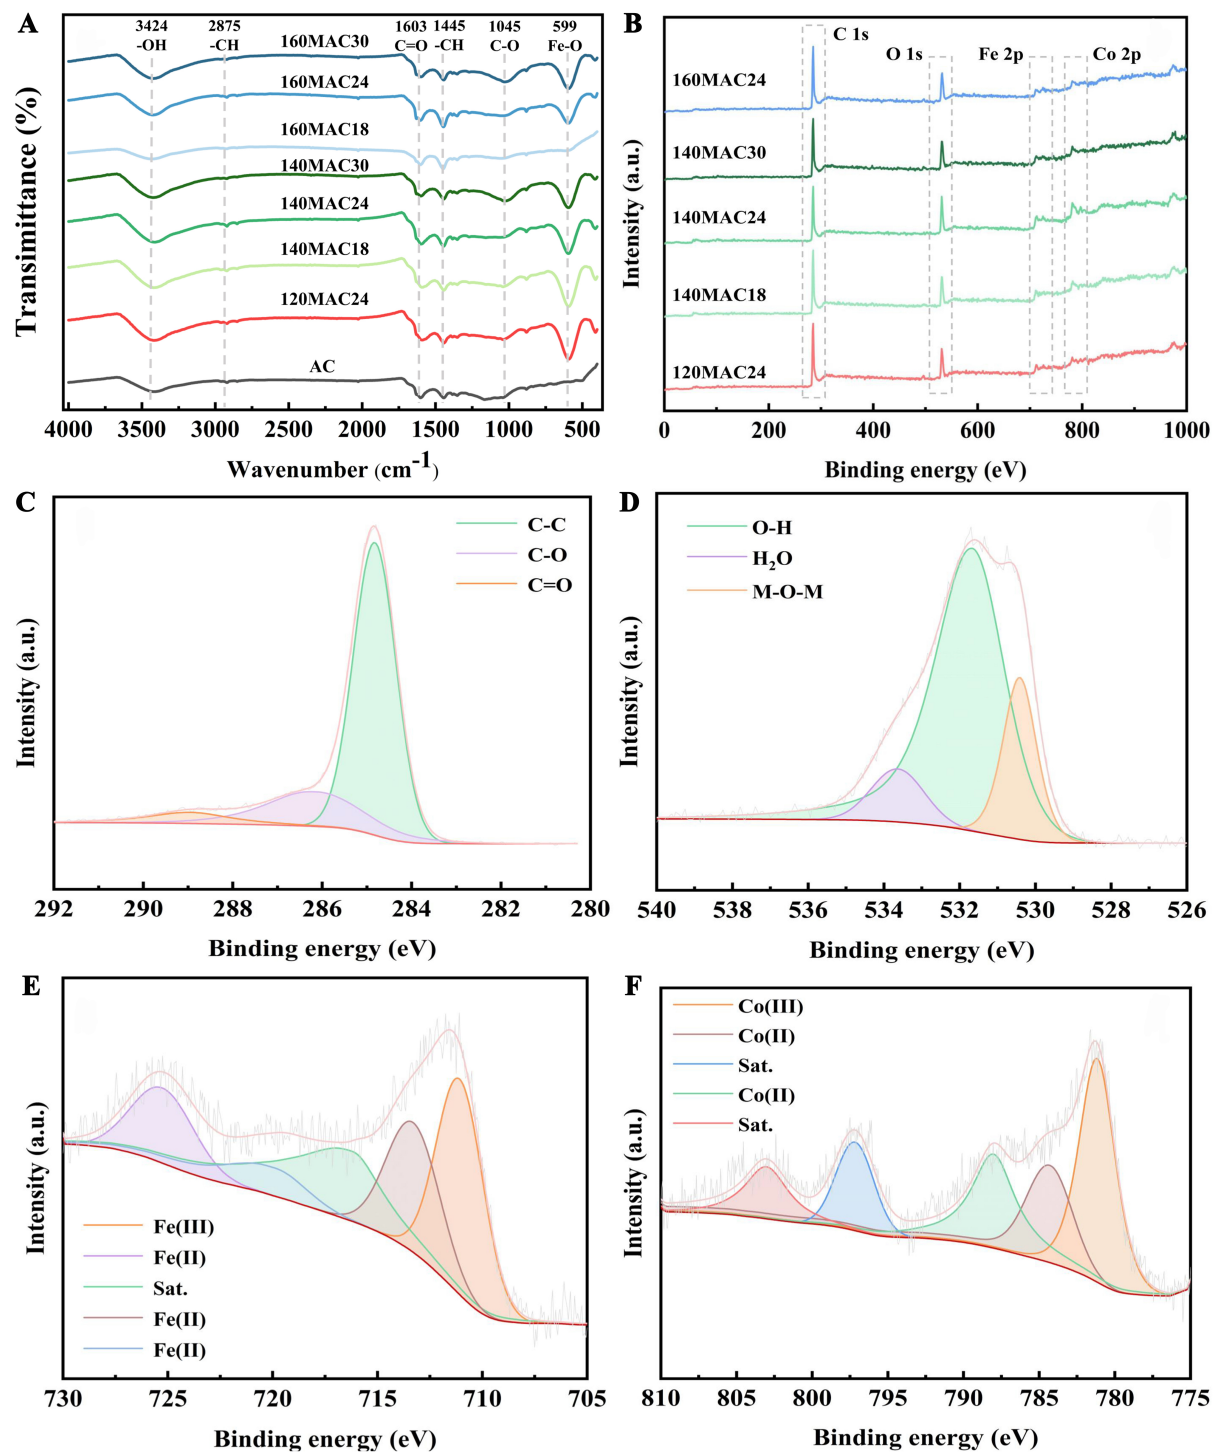 A
3424 2875 1603 1445 1045 599
-OH -CH C=O -CH C-O Fe-O
160MAC30
160MAC24
160MAC18
140MAC30
140MAC24
140MAC18
120MAC24
AC
Transimittance (%)
4000 3500 3000 2500 2000 1500 1000 500
Wavenumber (cm-1)
B
C 1s
O 1s Fe 2p Co 2p
160MAC24
140MAC30
140MAC24
140MAC18
120MAC24
Intensity (a.u.)
0 200 400 600 800 1000
Binding energy (eV)
C
C-C
C-O
C=O
Intensity (a.u.)
292 290 288 286 284 282 280
Binding energy (eV)
D
O-H
H2O
M-O-M
Intensity (a.u.)
540 538 536 534 532 530 528 526
Binding energy (eV)
E
Fe(III)
Fe(II)
Sat.
Fe(II)
Fe(II)
Intensity (a.u.)
730 725 720 715 710 705
Binding energy (eV)
F
Co(III)
Co(II)
Sat.
Co(II)
Sat.
Intensity (a.u.)
810 805 800 795 790 785 780 775
Binding energy (eV)